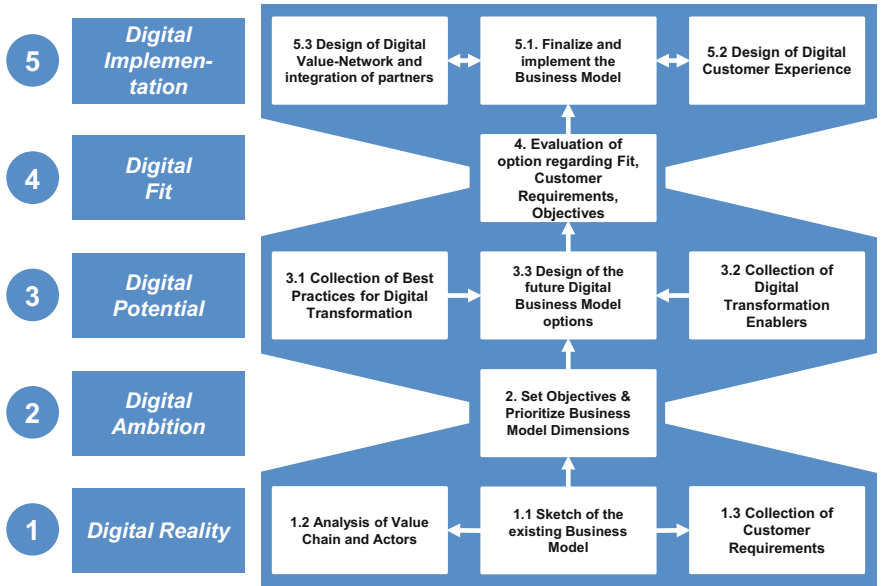 5
Digital
Implemen-
tation
5.3 Design of Digital
Value-Network and
integration of partners
5.1. Finalize and
implement the
Business Model
5.2 Design of Digital
Customer Experience
4
Digital
Fit
4. Evaluation of
option regarding Fit,
Customer
Requirements,
Objectives
3
Digital
Potential
3.1 Collection of Best
Practices for Digital
Transformation
3.3 Design of the
future Digital
Business Model
options
3.2 Collection of
Digital
Transformation
Enablers
2
Digital
Ambition
2. Set Objectives &
Prioritize Business
Model Dimensions
1
Digital Reality
1.2 Analysis of Value
Chain and Actors
1.1 Sketch of the
existing Business
Model
1.3 Collection of
Customer
Requirements